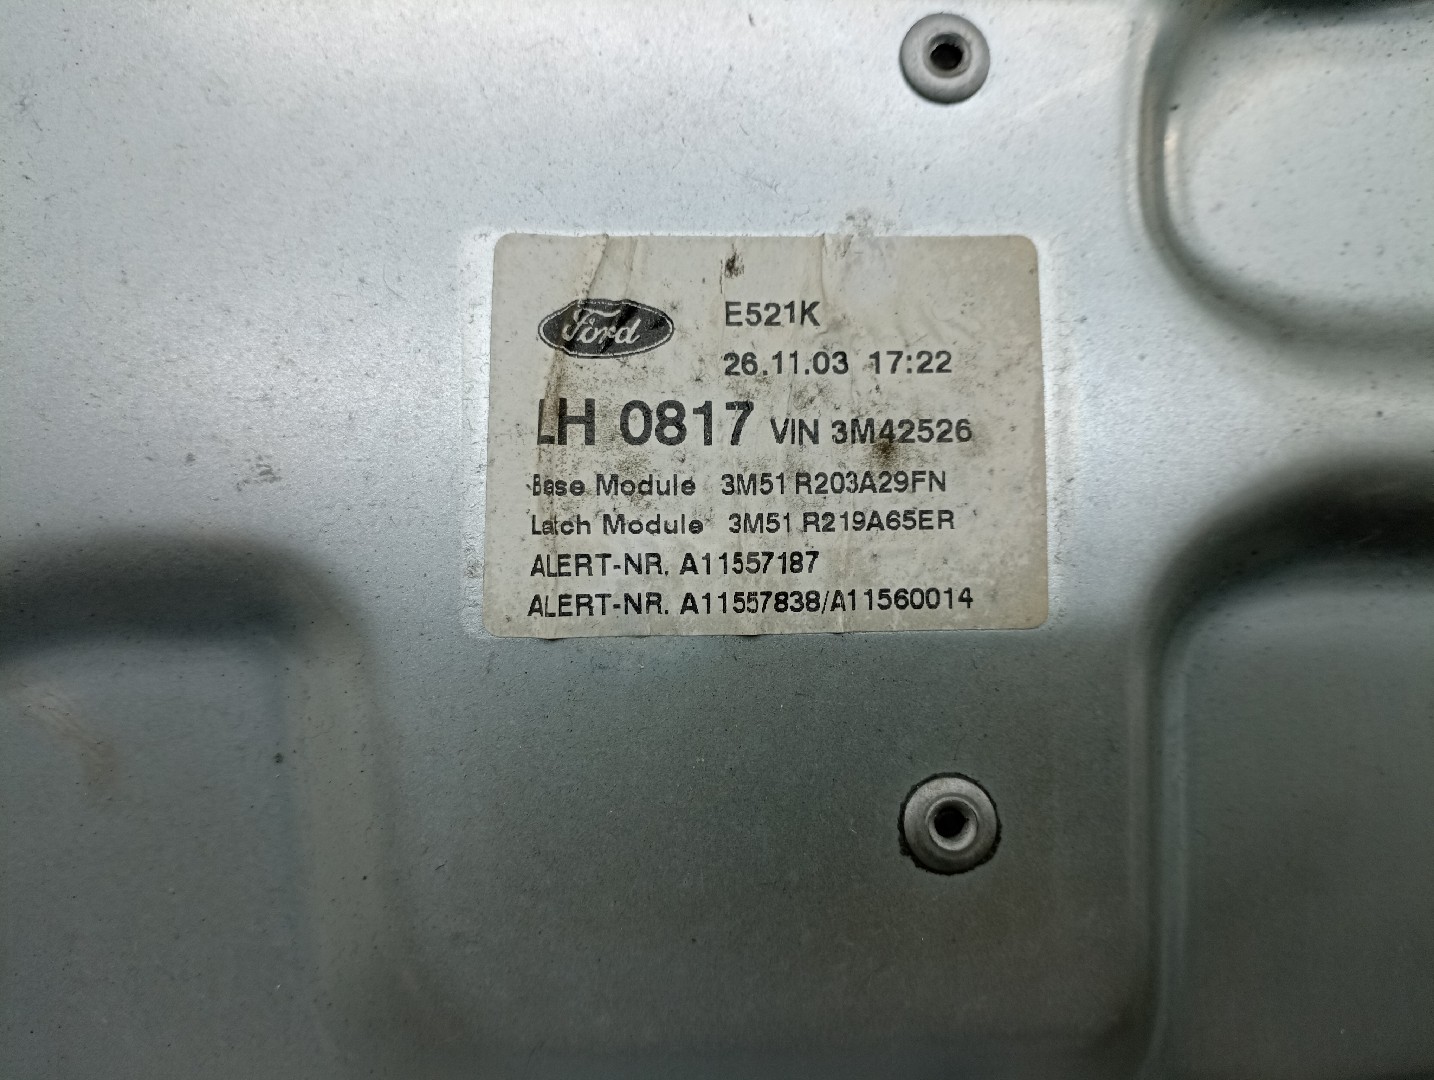 Ford
E521K
26.11.03 17:22
LH 0817 VIN 3M42526
Base Module 3M51 R203A29FN
Latch Module 3M51 R219A65ER
ALERT-NR. A11557187
ALERT-NR. A11557838/A11560014